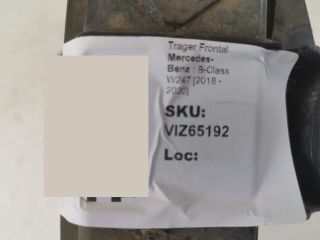 Trager Frontal
Mercedes-
Benz : B-Class
W247 [2018 -
2020]
SKU:
VIZ65192
Loc: